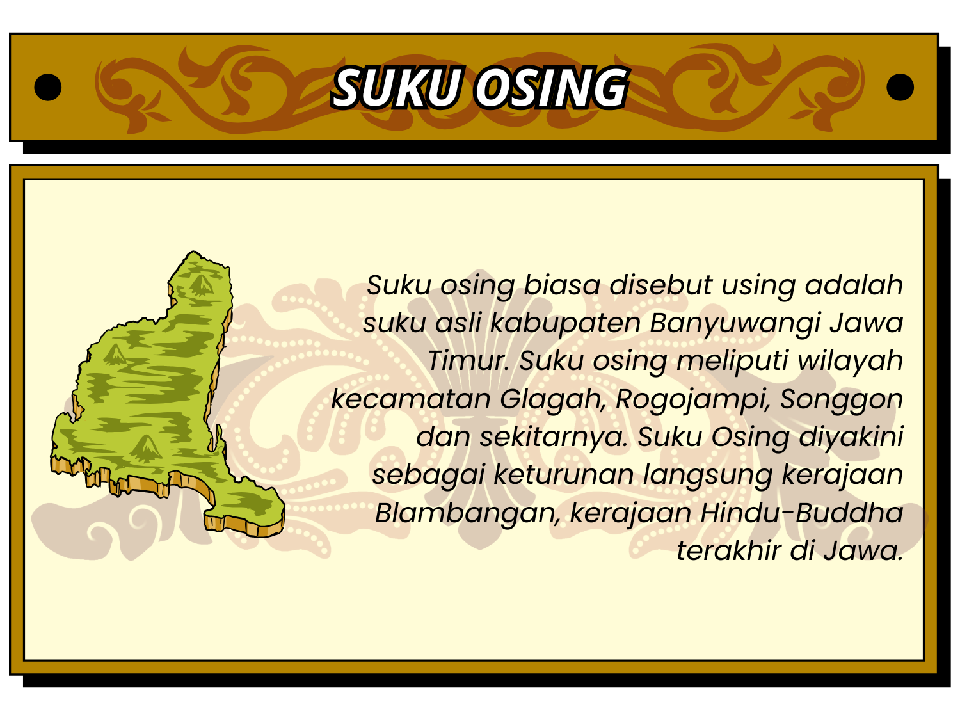 SUKU OSING
Suku osing biasa disebut using adalah
suku asli kabupaten Banyuwangi Jawa
Timur. Suku osing meliputi wilayah
kecamatan Glagah, Rogojampi, Songgon
dan sekitarnya. Suku Osing diyakini
sebagai keturunan langsung kerajaan
Blambangan, kerajaan Hindu-Buddha
terakhir di Jawa.